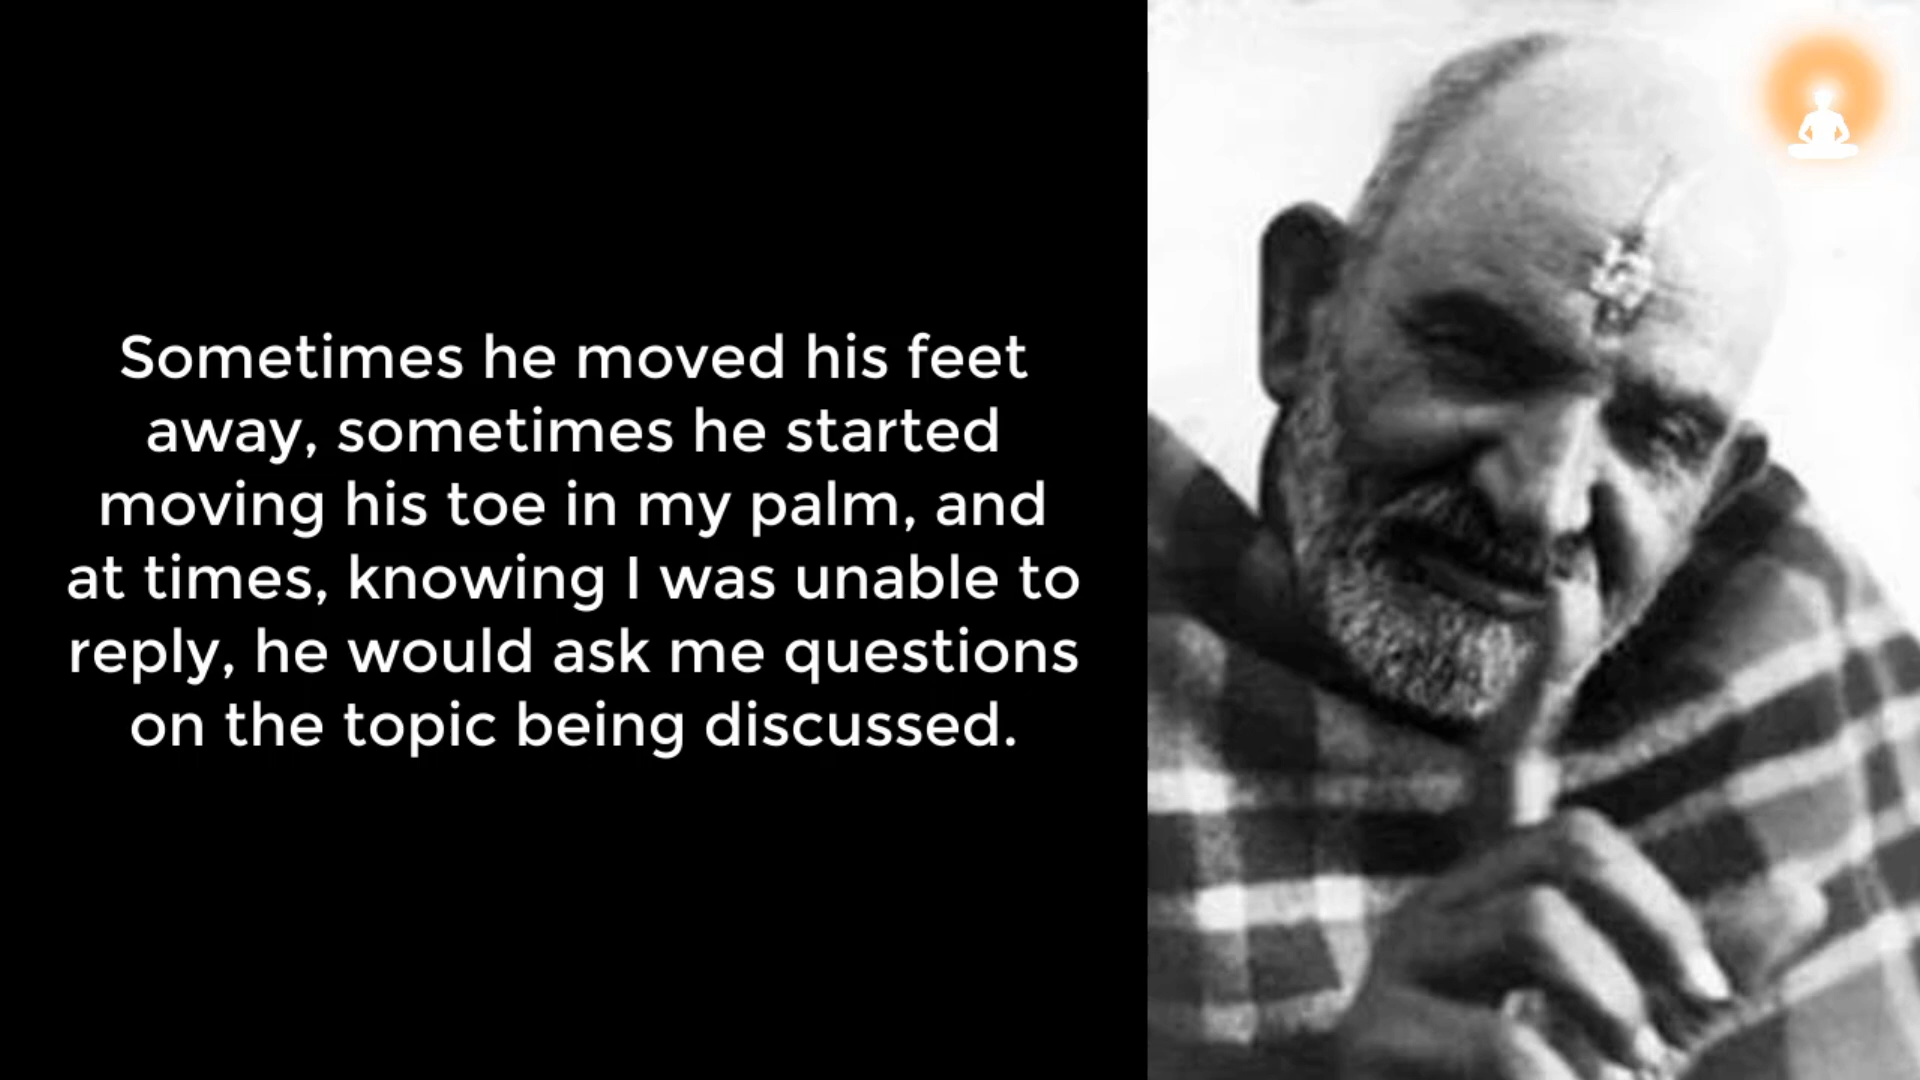 Sometimes he moved his feet
away, sometimes he started
moving his toe in my palm, and
at times, knowing I was unable to
reply, he would ask me questions
on the topic being discussed.